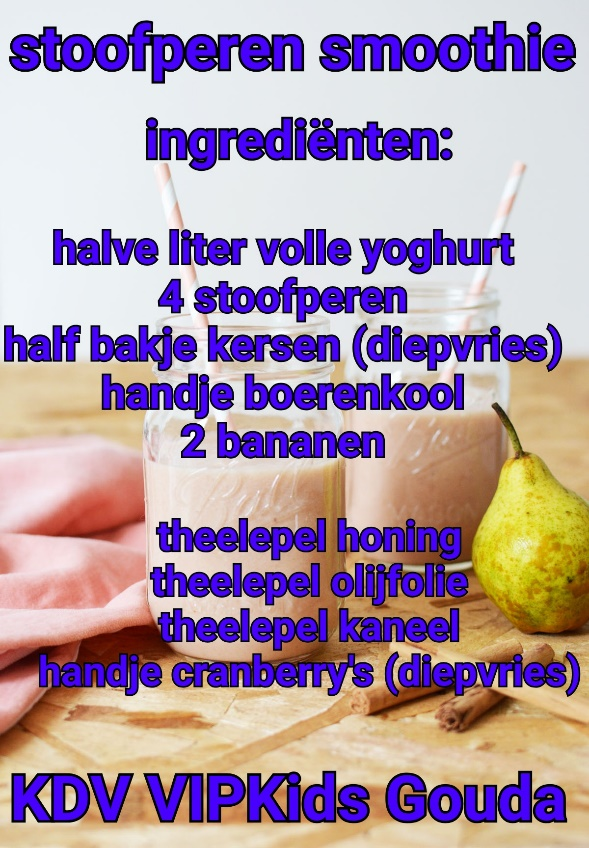 stoofperen smoothie
ingrediënten:
halve liter volle yoghurt
4 stoofperen
half bakje kersen (diepvries)
handje boerenkool
2 bananen
theelepel honing
theelepel olijfolie
theelepel kaneel
handje cranberry's (diepvries)
KDV VIPKids Gouda